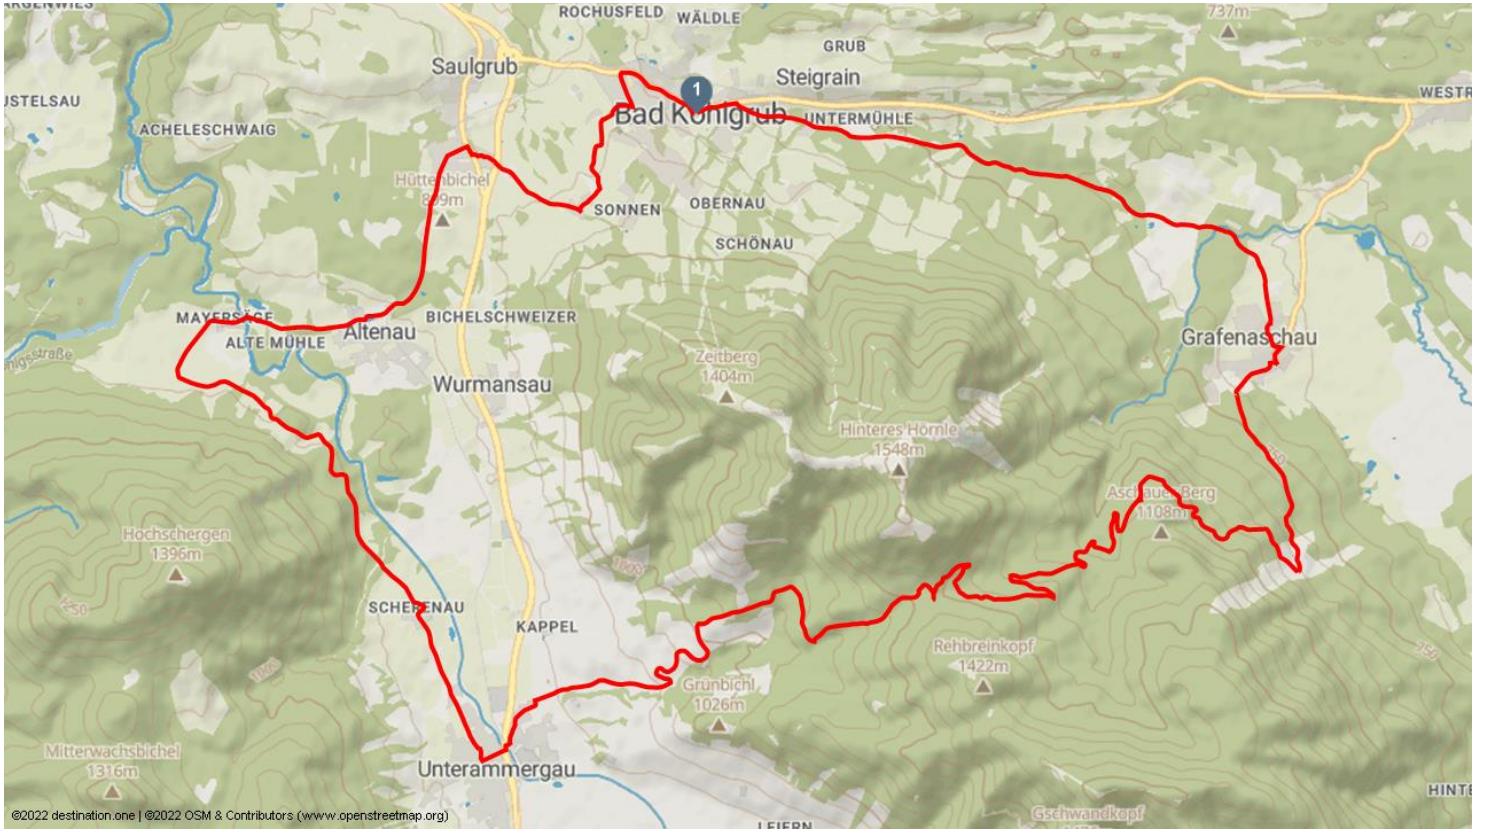 ROCHUSFELD
WÄLDLE
737m
GRUB
Saulgrub
Steigrain
1
WESTR
USTELSAU
Bad Kohlgrub
UNTERMÜHLE
ACHELESCHWAIG
Hüttenbichel
899m
SONNEN
OBERNAU
SCHÖNAU
MAYERSÄGE
BICHELSCHWEIZER
ALTE MÜHLE
Altenau
Grafenaschau
nigsstraße
Zeitberg
1404m
Wurmansau
Hinteres Hörnle
1548m
Aschauer Berg
1108m
Hochschergen
1396m
SCHERENAU
KAPPEL
Rehbreinkopf
1422m
Grünbichl
1026m
Mitterwachsbichel
1316m
Unterammergau
HINTE
©2022 destination.one | ©2022 OSM & Contributors (www.openstreetmap.org)
Gschwandkopf
LEIERN